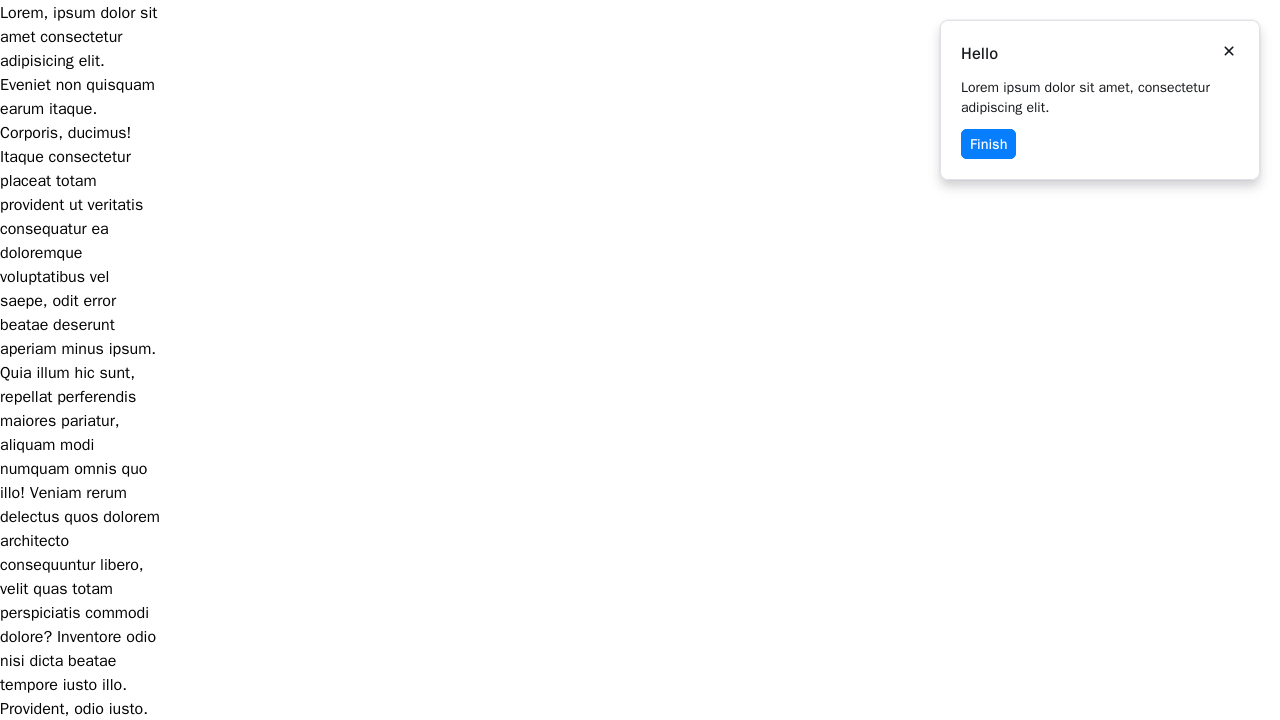 Lorem, ipsum dolor sit
amet consectetur
adipisicing elit.
Eveniet non quisquam
earum itaque.
Corporis, ducimus!
Itaque consectetur
placeat totam
provident ut veritatis
consequatur ea
doloremque
voluptatibus vel
saepe, odit error
beatae deserunt
aperiam minus ipsum.
Quia illum hic sunt,
repellat perferendis
maiores pariatur,
aliquam modi
numquam omnis quo
illo! Veniam rerum
delectus quos dolorem
architecto
consequuntur libero,
velit quas totam
perspiciatis commodi
dolore? Inventore odio
nisi dicta beatae
tempore iusto illo.
Provident, odio iusto.
Hello
Lorem ipsum dolor sit amet, consectetur
adipiscing elit.
Finish